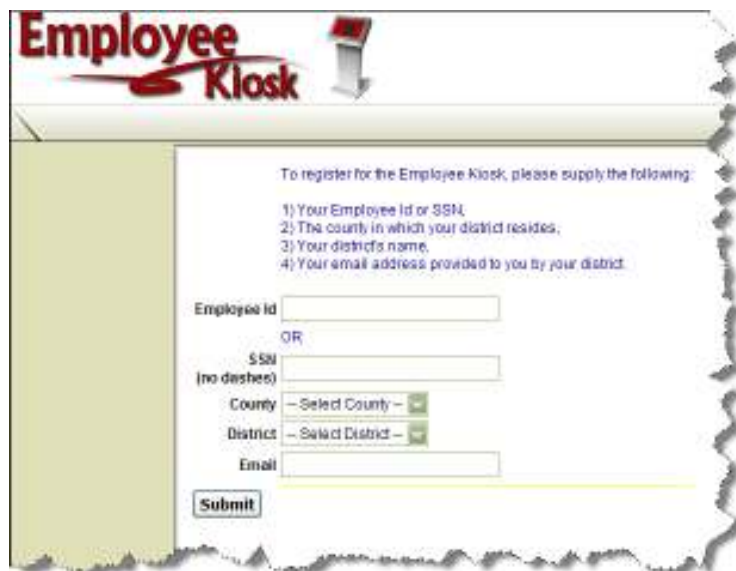 Employee
Kiosk
To register for the Employee Kiosk, please supply the following:
1) Your Employee Id or SSN,
2) The county in which your district resides,
3) Your district's name,
4) Your email address provided to you by your district.
Employee Id
OR
SSN
(no dashes)
County -- Select County --
District -- Select District --
Email
Submit